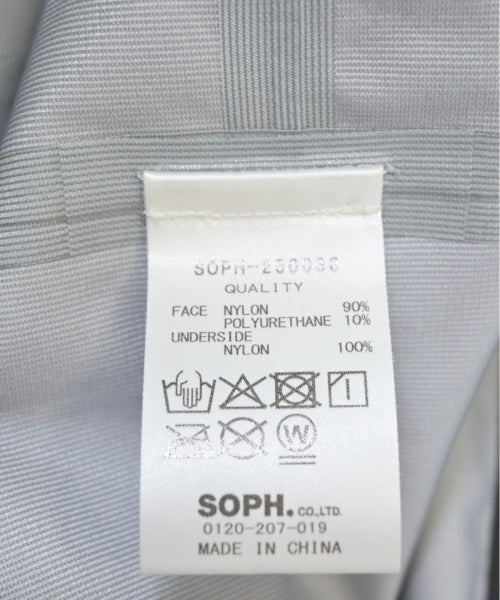 SOPH-230036
QUALITY
FACE NYLON 90%
POLYURETHANE 10%
UNDERSIDE
NYLON 100%
W
SOPH. CO.,LTD.
0120-207-019
MADE IN CHINA